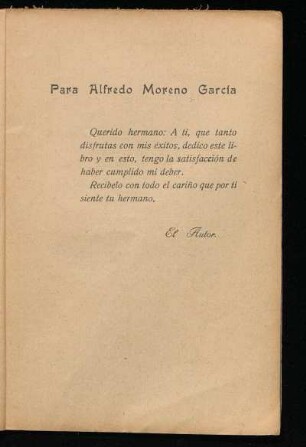 Para Alfredo Moreno García
Querido hermano: A ti, que tanto
disfrutas con mis éxitos, dedico este li-
bro y en esto, tengo la satisfacción de
haber cumplido mi deber.
Recíbelo con todo el cariño que por ti
siente tu hermano,
El Autor.